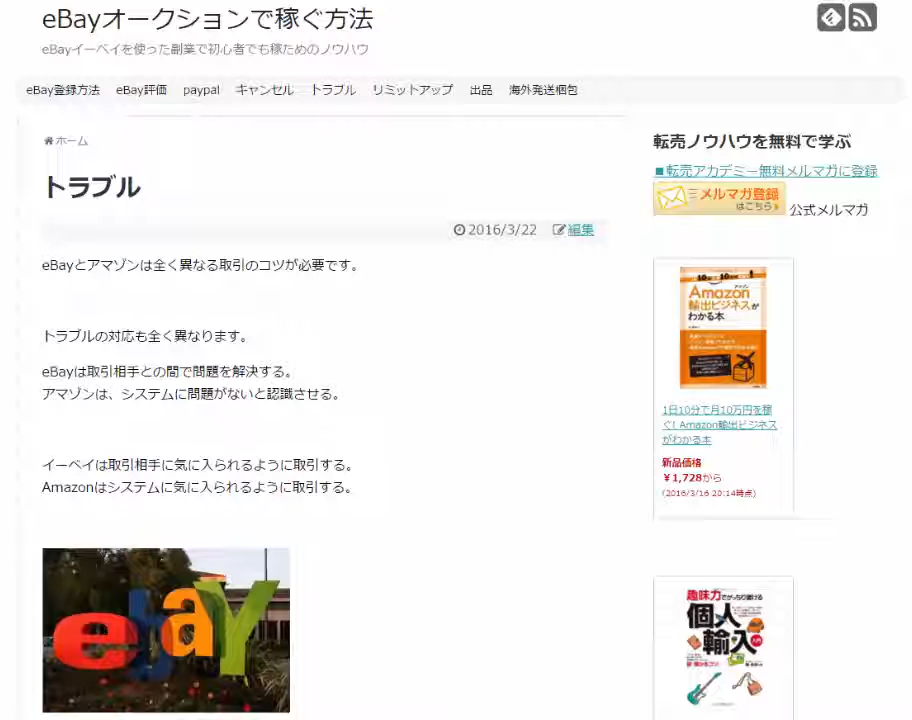 eBayオークションで稼ぐ方法
eBayイーベイを使った副業で初心者でも稼ためのノウハウ
eBay登録方法 eBay評価 paypal キャンセル トラブル リミットアップ 出品 海外発送梱包
ホーム
トラブル
2016/3/22 編集
eBayとアマゾンは全く異なる取引のコツが必要です。
トラブルの対応も全く異なります。
eBayは取引相手との間で問題を解決する。
アマゾンは、システムに問題がないと認識させる。
イーベイは取引相手に気に入られるように取引する。
Amazonはシステムに気に入られるように取引する。
ebaY
転売ノウハウを無料で学ぶ
■転売アカデミー無料メルマガに登録
メルマガ登録
はこちら
公式メルマガ
Amazon
輸出ビジネスが
わかる本
1日10分で月10万円を稼
ぐ! Amazon輸出ビジネス
がわかる本
新品価格
￥1,728から
(2016/3/16 20:14時点)
趣味力でがっちり儲ける
個人
輸入
入門